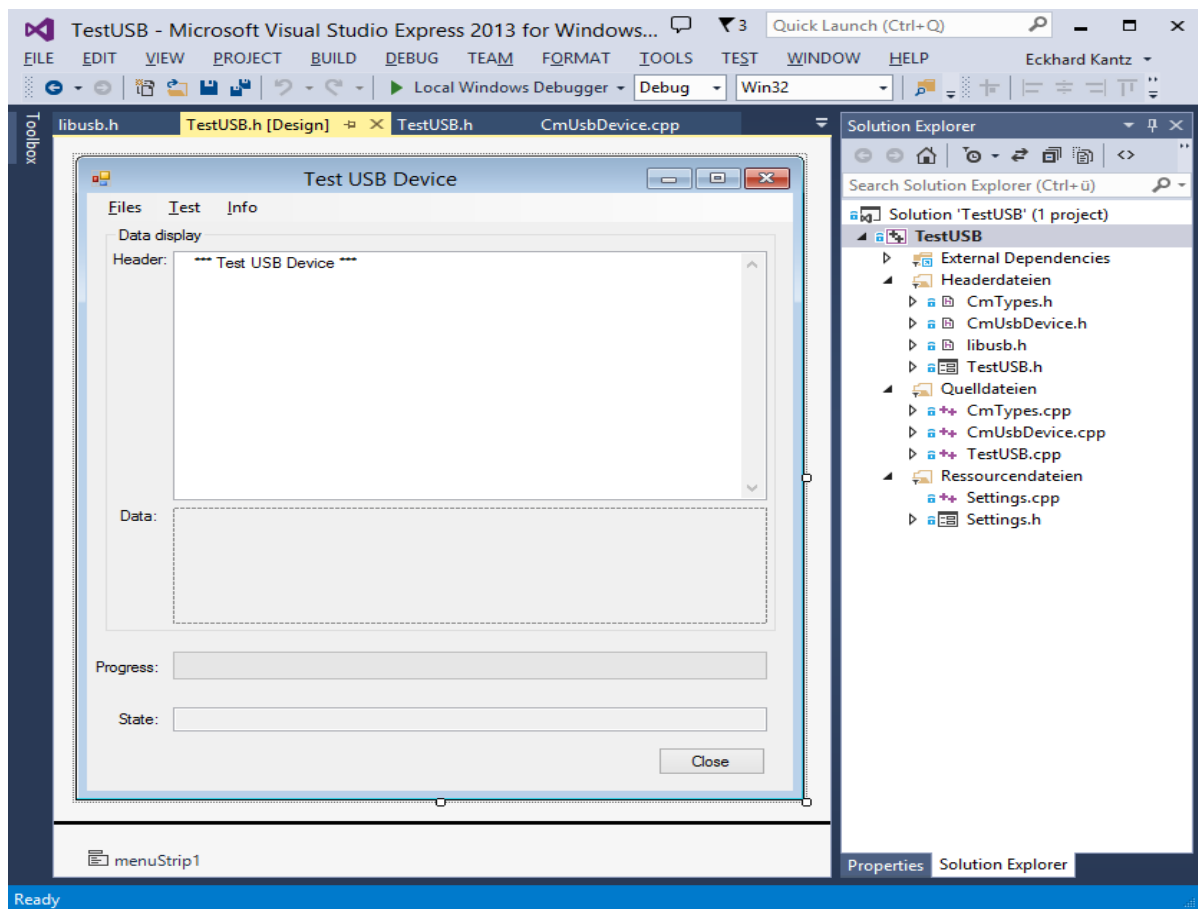 TestUSB - Microsoft Visual Studio Express 2013 for Windows... 3 Quick Launch (Ctrl+Q)
FILE EDIT VIEW PROJECT BUILD DEBUG TEAM FORMAT TOOLS TEST WINDOW HELP Eckhard Kantz
Local Windows Debugger Debug Win32
Toolbox
libusb.h TestUSB.h [Design] TestUSB.h CmUsbDevice.cpp
Test USB Device
Files Test Info
Data display
Header: *** Test USB Device ***
Data:
Progress:
State:
Close
menuStrip1
Solution Explorer
Search Solution Explorer (Ctrl+ü)
Solution 'TestUSB' (1 project)
TestUSB
External Dependencies
Headerdateien
CmTypes.h
CmUsbDevice.h
libusb.h
TestUSB.h
Quelldateien
CmTypes.cpp
CmUsbDevice.cpp
TestUSB.cpp
Ressourcendateien
Settings.cpp
Settings.h
Properties Solution Explorer
Ready